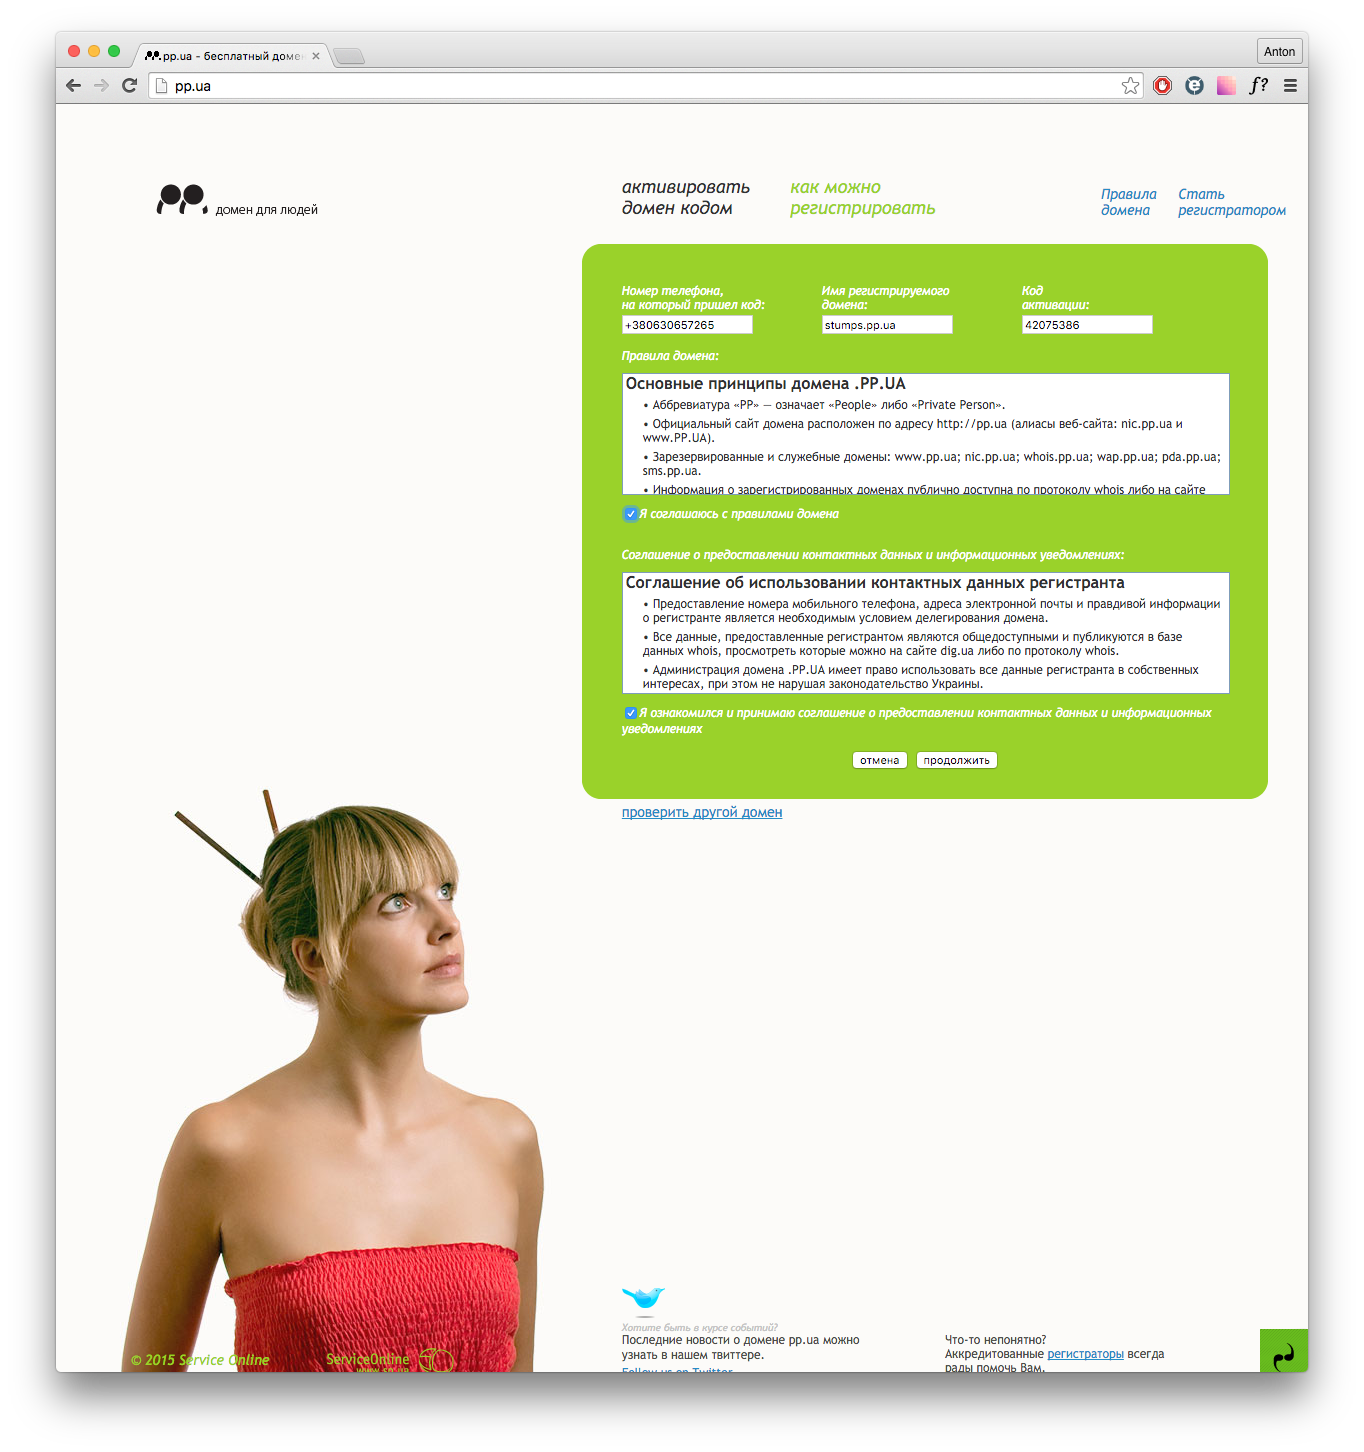 pp.ua - бесплатный доме
Anton
pp.ua
f?
домен для людей
активировать
домен кодом
как можно
регистрировать
Правила
домена
Стать
регистратором
Номер телефона,
на который пришел код:
Имя регистрируемого
домена:
Код
активации:
+380630657265
stumps.pp.ua
42075386
Правила домена:
Основные принципы домена .PP.UA
• Аббревиатура «PP» — означает «People» либо «Private Person».
• Официальный сайт домена расположен по адресу http://pp.ua (алиасы веб-сайта: nic.pp.ua и
www.PP.UA).
• Зарезервированные и служебные домены: www.pp.ua; nic.pp.ua; whois.pp.ua; wap.pp.ua; pda.pp.ua;
sms.pp.ua.
• Информация о зарегистрированных доменах публично доступна по протоколу whois либо на сайте
Я соглашаюсь с правилами домена
Соглашение о предоставлении контактных данных и информационных уведомлениях:
Соглашение об использовании контактных данных регистранта
• Предоставление номера мобильного телефона, адреса электронной почты и правдивой информации
о регистранте является необходимым условием делегирования домена.
• Все данные, предоставленные регистрантом являются общедоступными и публикуются в базе
данных whois, просмотреть которые можно на сайте dig.ua либо по протоколу whois.
• Администрация домена .PP.UA имеет право использовать все данные регистранта в собственных
интересах, при этом не нарушая законодательство Украины.
Я ознакомился и принимаю соглашение о предоставлении контактных данных и информационных
уведомлениях
отмена
продолжить
проверить другой домен
Хотите быть в курсе событий?
Последние новости о домене pp.ua можно
узнать в нашем твиттере.
Follow us on Twitter
Что-то непонятно?
Аккредитованные регистраторы всегда
рады помочь Вам.
© 2015 Service Online
ServiceOnline
www.so.ua